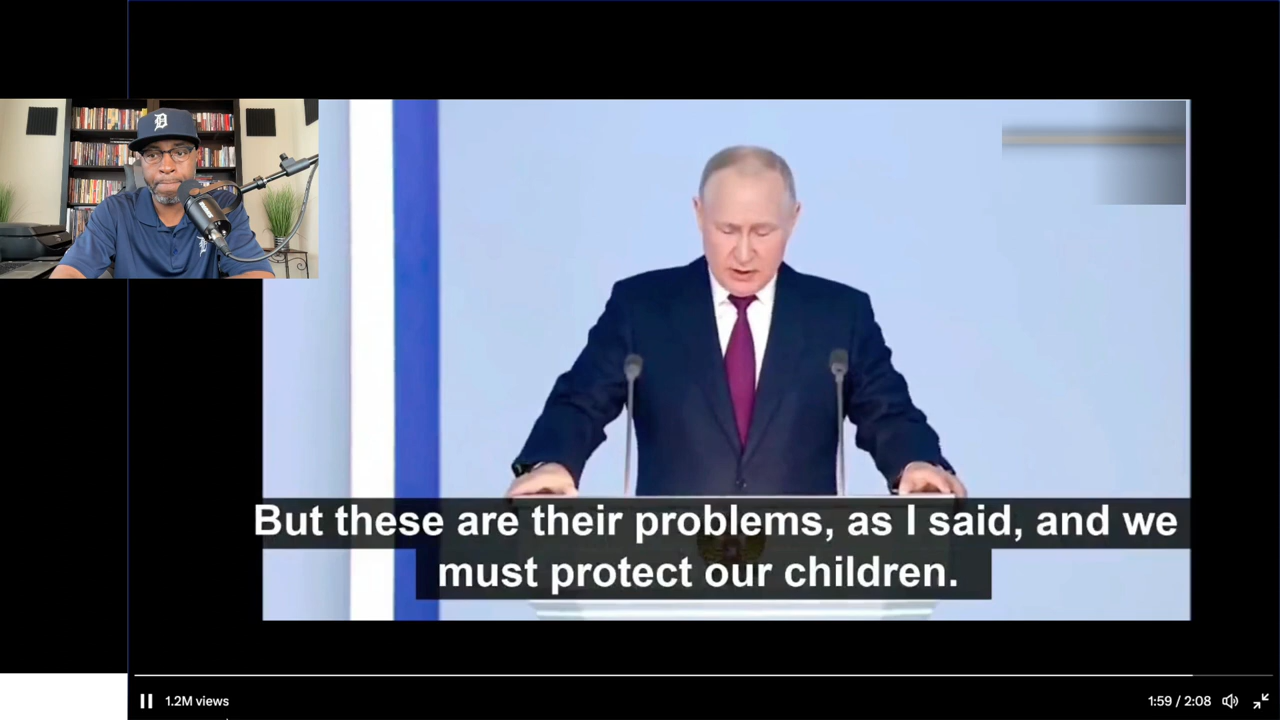 D
But these are their problems, as I said, and we
must protect our children.
1.2M views
1:59 / 2:08